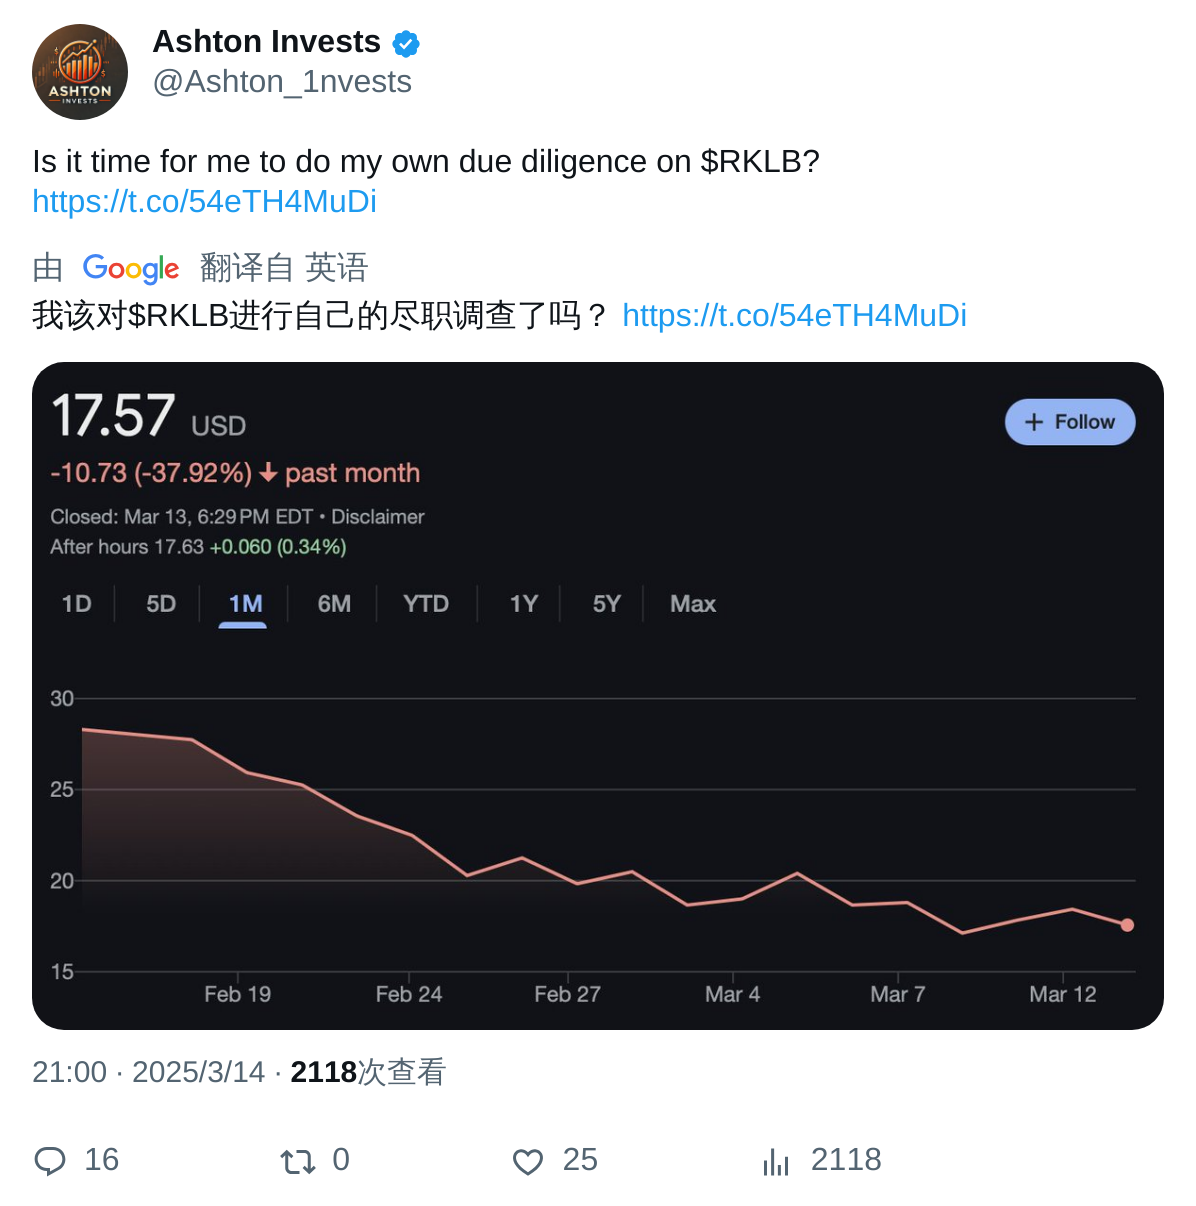 ASHTON
INVESTS
Ashton Invests
@Ashton_1nvests
Is it time for me to do my own due diligence on $RKLB?
https://t.co/54eTH4MuDi
由 Google 翻译自 英语
我该对$RKLB进行自己的尽职调查了吗？ https://t.co/54eTH4MuDi
17.57 USD
+ Follow
-10.73 (-37.92%) ↓ past month
Closed: Mar 13, 6:29 PM EDT • Disclaimer
After hours 17.63 +0.060 (0.34%)
1D 5D 1M 6M YTD 1Y 5Y Max
30
25
20
15
Feb 19 Feb 24 Feb 27 Mar 4 Mar 7 Mar 12
21:00 · 2025/3/14 · 2118次查看
16 0 25 2118